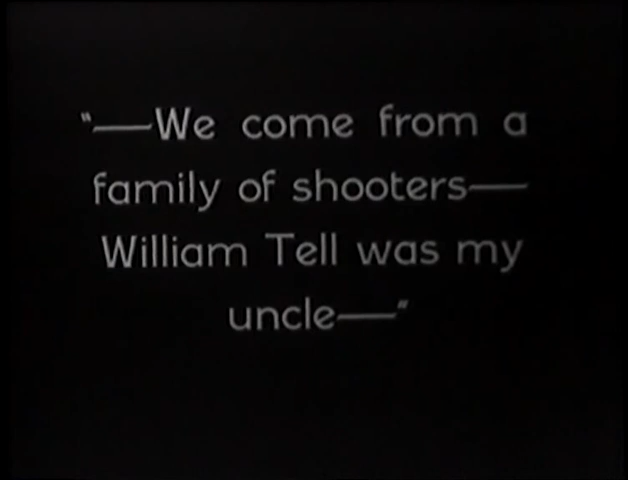 "—We come from a
family of shooters—
William Tell was my
uncle—"